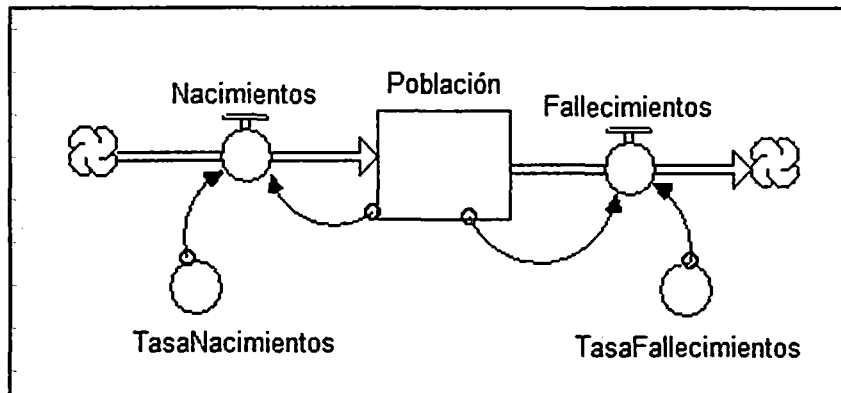 Nacimientos
Población
Fallecimientos
TasaNacimientos
TasaFallecimientos